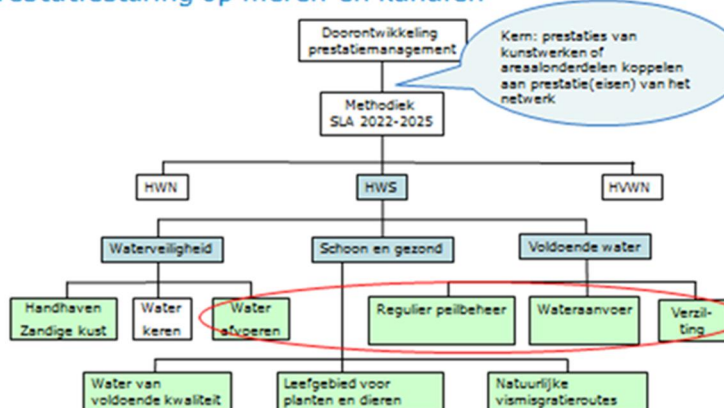 Doorontwikkeling
prestatiemanagement
Kern: prestaties van
kunstwerken of
areaalonderdelen koppelen
aan prestatie(eisen) van het
netwerk
Methodiek
SLA 2022-2025
HWN
HWS
HVWN
Waterveiligheid
Schoon en gezond
Voldoende water
Handhaven
Zandige kust
Water
keren
Water
afvoeren
Regulier peilbeheer
Wateraanvoer
Verzil-
ting
Water van
voldoende kwaliteit
Leefgebied voor
planten en dieren
Natuurlijke
vismisgratieroutes